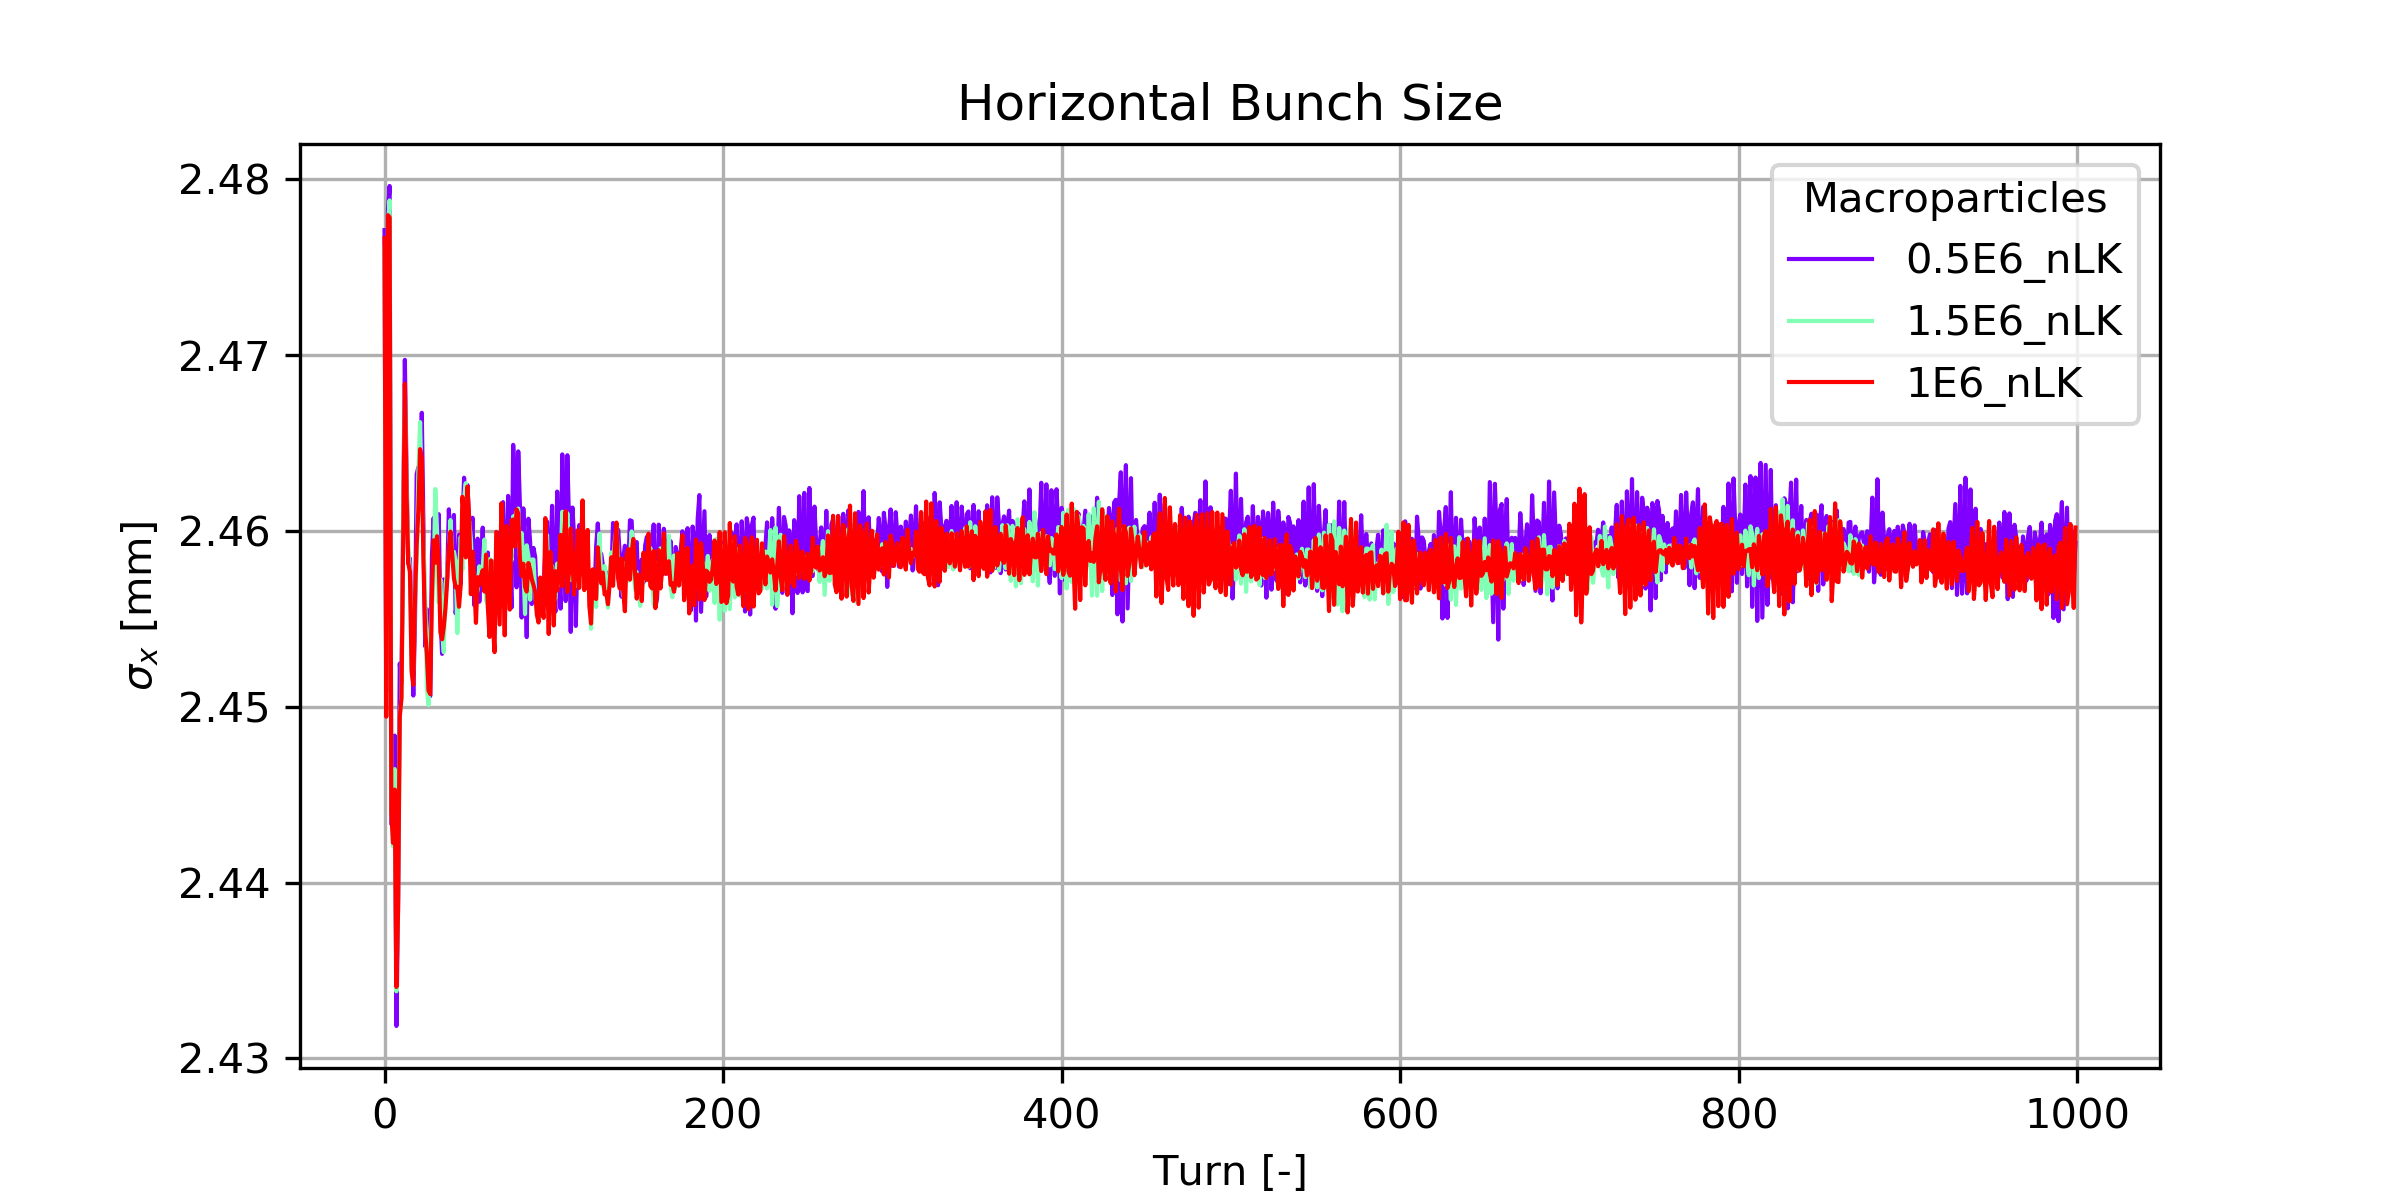 Horizontal Bunch Size
σx [mm]
2.48
2.47
2.46
2.45
2.44
2.43
Macroparticles
0.5E6_nLK
1.5E6_nLK
1E6_nLK
0 200 400 600 800 1000
Turn [-]